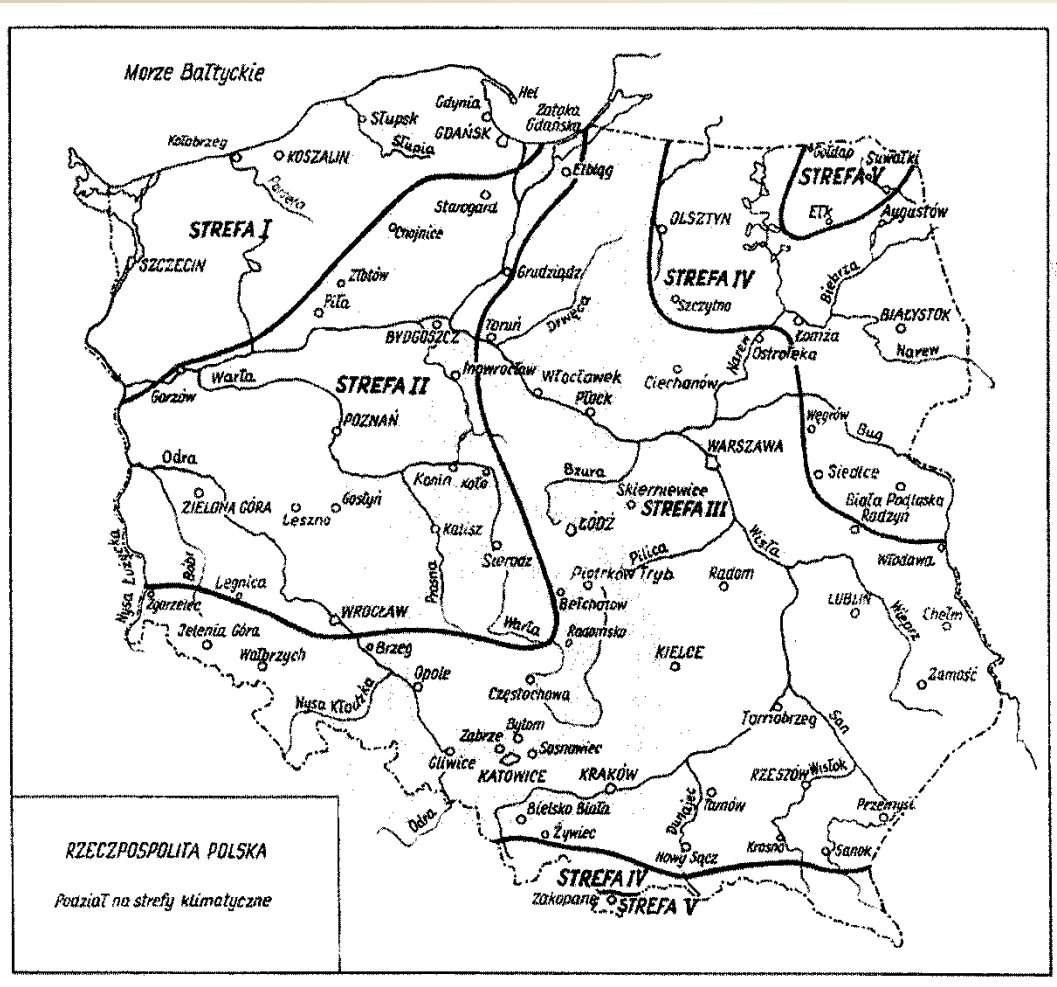 Morze Bałtyckie
Hel
Gdynia
Zatoka
Gdańska
Słupsk
GDAŃSK
Słupia
Kołobrzeg
KOSZALIN
Parsęta
Elbląg
Gołdap
Suwałki
STREFA V
Starogard
Ełk
Augustów
OLSZTYN
Chojnice
STREFA I
SZCZECIN
Grudziądz
STREFA IV
Biebrza
Złotów
Szczytno
Piła
Drwęca
BYDGOSZCZ
Toruń
Łomża
BIAŁYSTOK
Narew
Ostrołęka
Narew
Inowrocław
Ciechanów
Warta
STREFA II
Włocławek
Gorzów
Płock
POZNAŃ
Węgrów
Bug
WARSZAWA
Odra
Konin
Koło
Bzura
Siedlce
Skierniewice
Biała Podlaska
ZIELONA GÓRA
Gostyń
Leszno
STREFA III
Radzyń
Kalisz
ŁÓDŹ
Wisła
Sieradz
Pilica
Włodawa
Nysa Łużycka
Bóbr
Prosna
Piotrków Tryb.
Radom
Legnica
Bełchatów
Zgorzelec
WROCŁAW
Warta
LUBLIN
Wieprz
Chełm
Radomsko
Jelenia Góra
Brzeg
Wałbrzych
KIELCE
Opole
Częstochowa
Zamość
Nysa Kłodzka
Tarnobrzeg
San
Bytom
Zabrze
Sosnowiec
Gliwice
KATOWICE
KRAKÓW
RZESZÓW
Wisłok
Odra
Bielsko Biała
Dunajec
Tarnów
Przemyśl
Żywiec
Krosno
Nowy Sącz
Sanok
STREFA IV
Zakopane
STREFA V
RZECZPOSPOLITA POLSKA
Podział na strefy klimatyczne